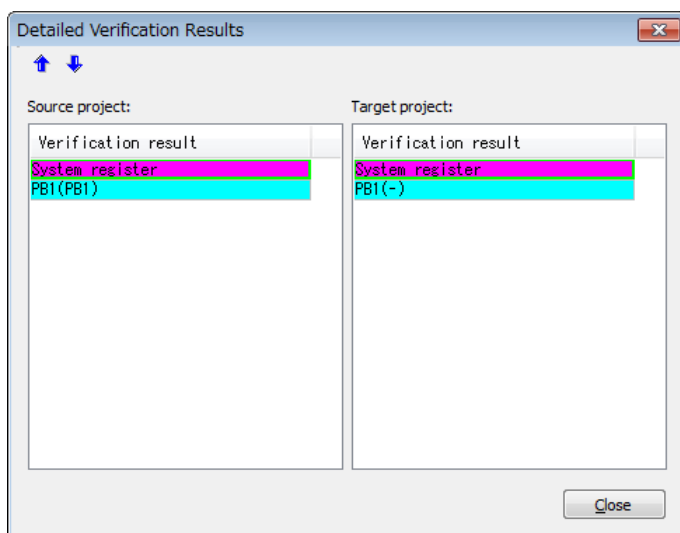 Detailed Verification Results
Source project:
Target project:
Verification result
Verification result
System register
System register
PB1(PB1)
PB1(-)
Close